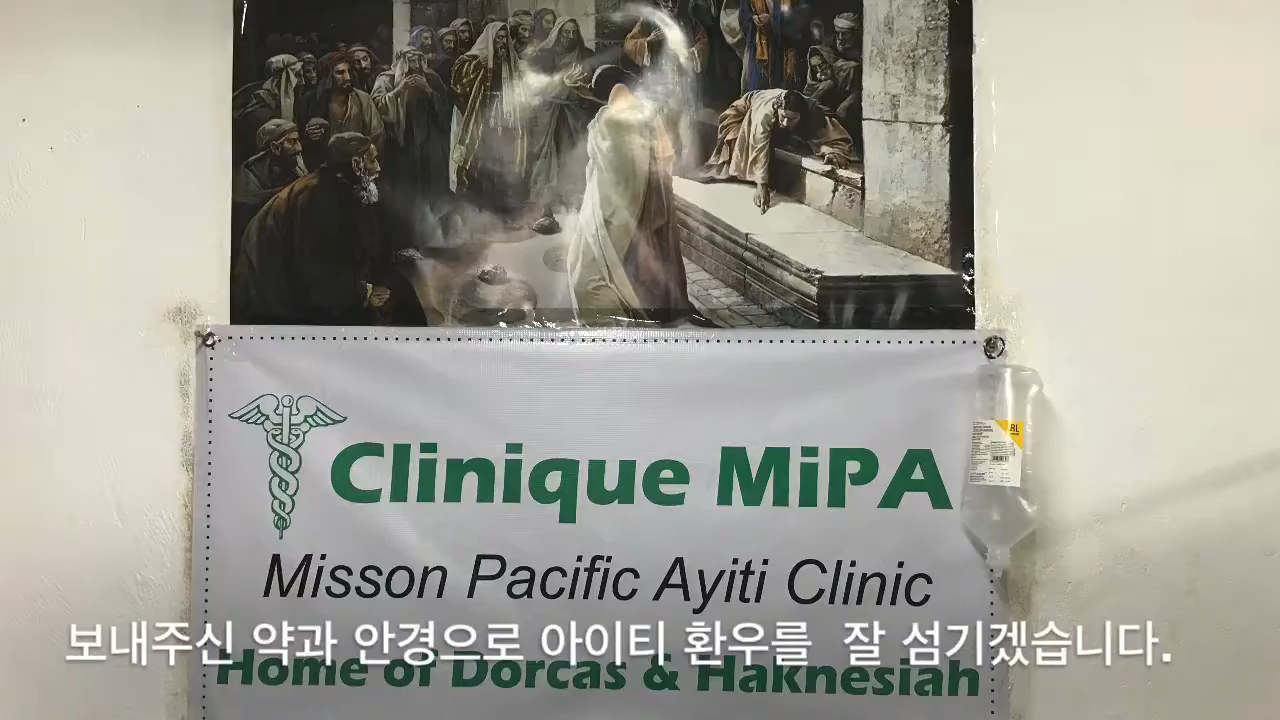 Clinique MiPA
Misson Pacific Ayiti Clinic
보내주신 약과 안경으로 아이티 환우를 잘 섬기겠습니다.
Home of Dorcas & Haknesiah
RL